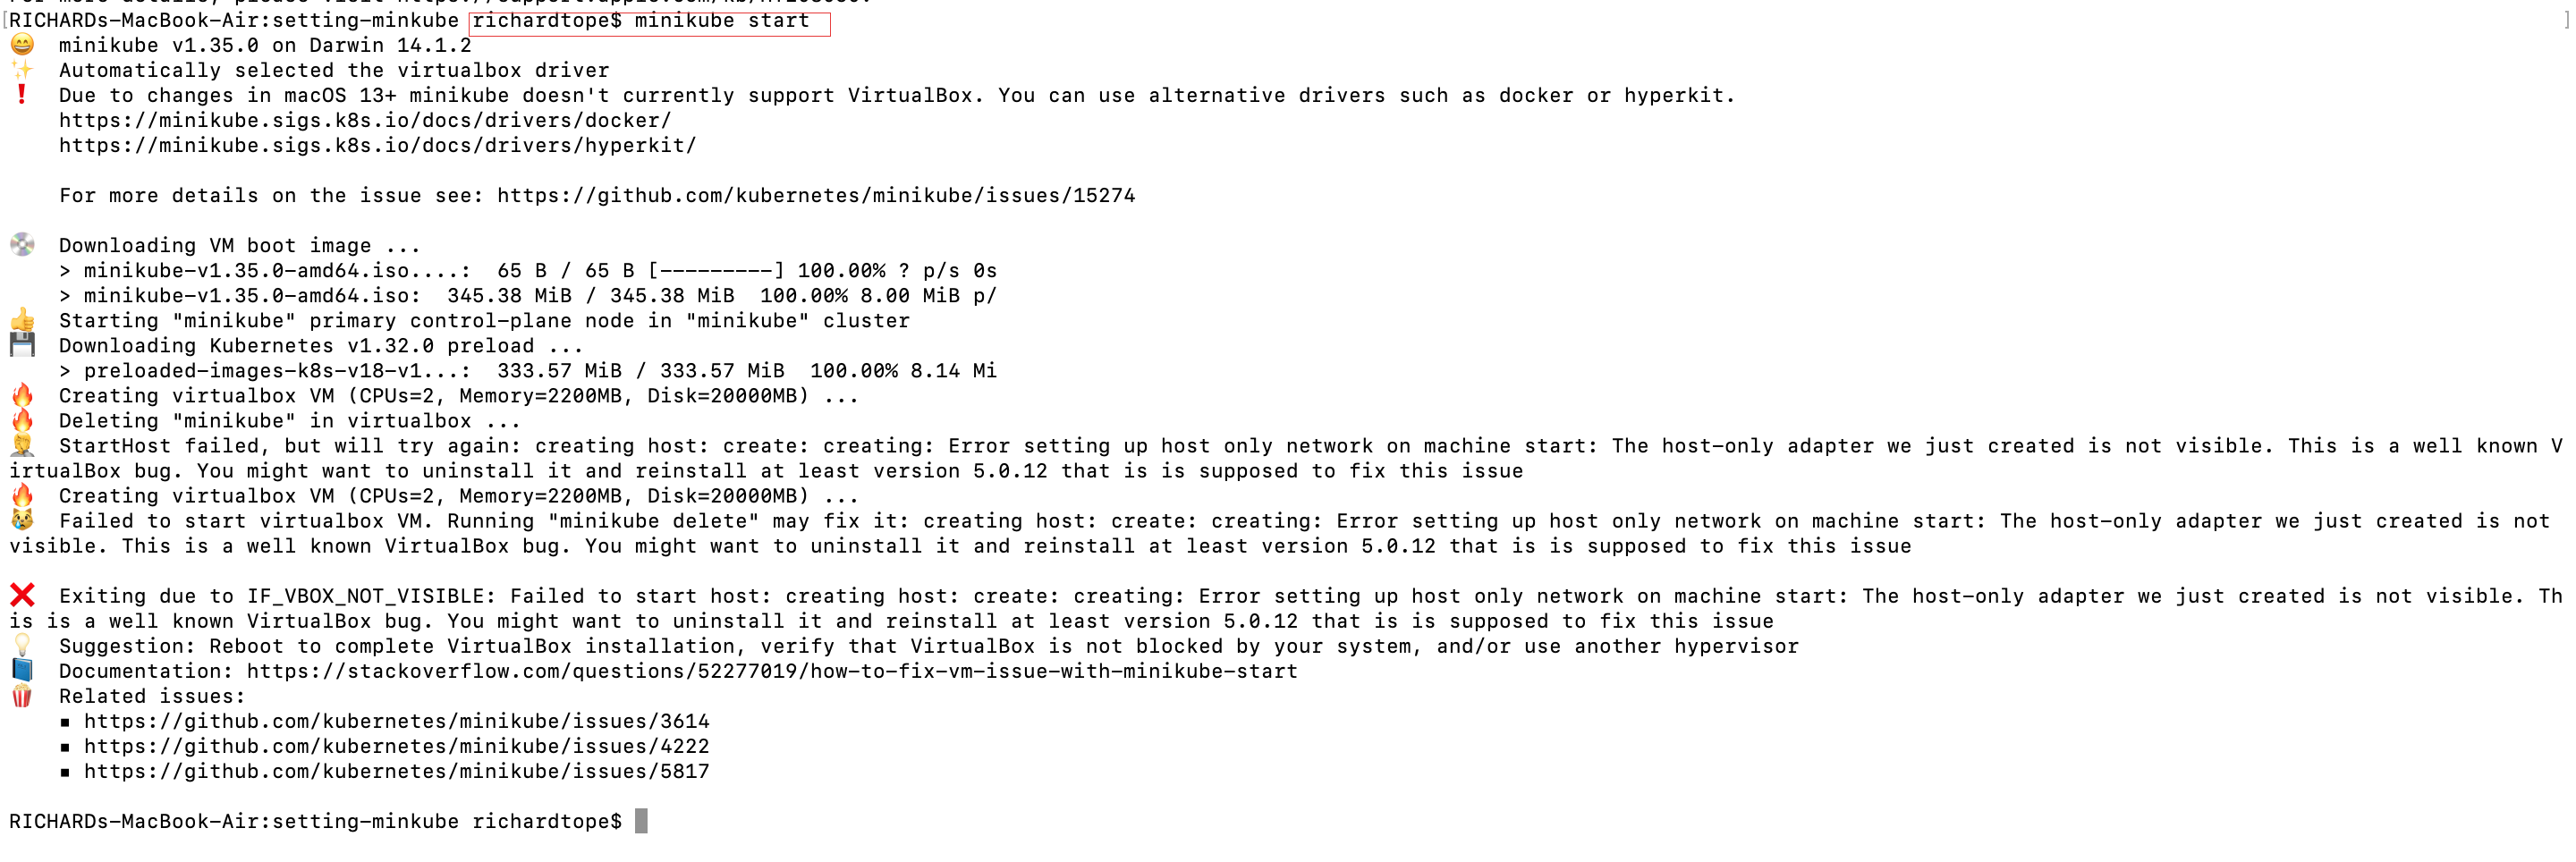 RICHARDs-MacBook-Air:setting-minkube richardtope$ minikube start
😄 minikube v1.35.0 on Darwin 14.1.2
✨ Automatically selected the virtualbox driver
❗ Due to changes in macOS 13+ minikube doesn't currently support VirtualBox. You can use alternative drivers such as docker or hyperkit.
https://minikube.sigs.k8s.io/docs/drivers/docker/
https://minikube.sigs.k8s.io/docs/drivers/hyperkit/
For more details on the issue see: https://github.com/kubernetes/minikube/issues/15274
💿 Downloading VM boot image ...
> minikube-v1.35.0-amd64.iso....: 65 B / 65 B [---------] 100.00% ? p/s 0s
> minikube-v1.35.0-amd64.iso: 345.38 MiB / 345.38 MiB 100.00% 8.00 MiB p/
👍 Starting "minikube" primary control-plane node in "minikube" cluster
💾 Downloading Kubernetes v1.32.0 preload ...
> preloaded-images-k8s-v18-v1...: 333.57 MiB / 333.57 MiB 100.00% 8.14 Mi
🔥 Creating virtualbox VM (CPUs=2, Memory=2200MB, Disk=20000MB) ...
🔥 Deleting "minikube" in virtualbox ...
🤦 StartHost failed, but will try again: creating host: create: creating: Error setting up host only network on machine start: The host-only adapter we just created is not visible. This is a well known V
irtualBox bug. You might want to uninstall it and reinstall at least version 5.0.12 that is is supposed to fix this issue
🔥 Creating virtualbox VM (CPUs=2, Memory=2200MB, Disk=20000MB) ...
😿 Failed to start virtualbox VM. Running "minikube delete" may fix it: creating host: create: creating: Error setting up host only network on machine start: The host-only adapter we just created is not
visible. This is a well known VirtualBox bug. You might want to uninstall it and reinstall at least version 5.0.12 that is is supposed to fix this issue
❌ Exiting due to IF_VBOX_NOT_VISIBLE: Failed to start host: creating host: create: creating: Error setting up host only network on machine start: The host-only adapter we just created is not visible. Th
is is a well known VirtualBox bug. You might want to uninstall it and reinstall at least version 5.0.12 that is is supposed to fix this issue
💡 Suggestion: Reboot to complete VirtualBox installation, verify that VirtualBox is not blocked by your system, and/or use another hypervisor
📘 Documentation: https://stackoverflow.com/questions/52277019/how-to-fix-vm-issue-with-minikube-start
🍿 Related issues:
▪ https://github.com/kubernetes/minikube/issues/3614
▪ https://github.com/kubernetes/minikube/issues/4222
▪ https://github.com/kubernetes/minikube/issues/5817
RICHARDs-MacBook-Air:setting-minkube richardtope$